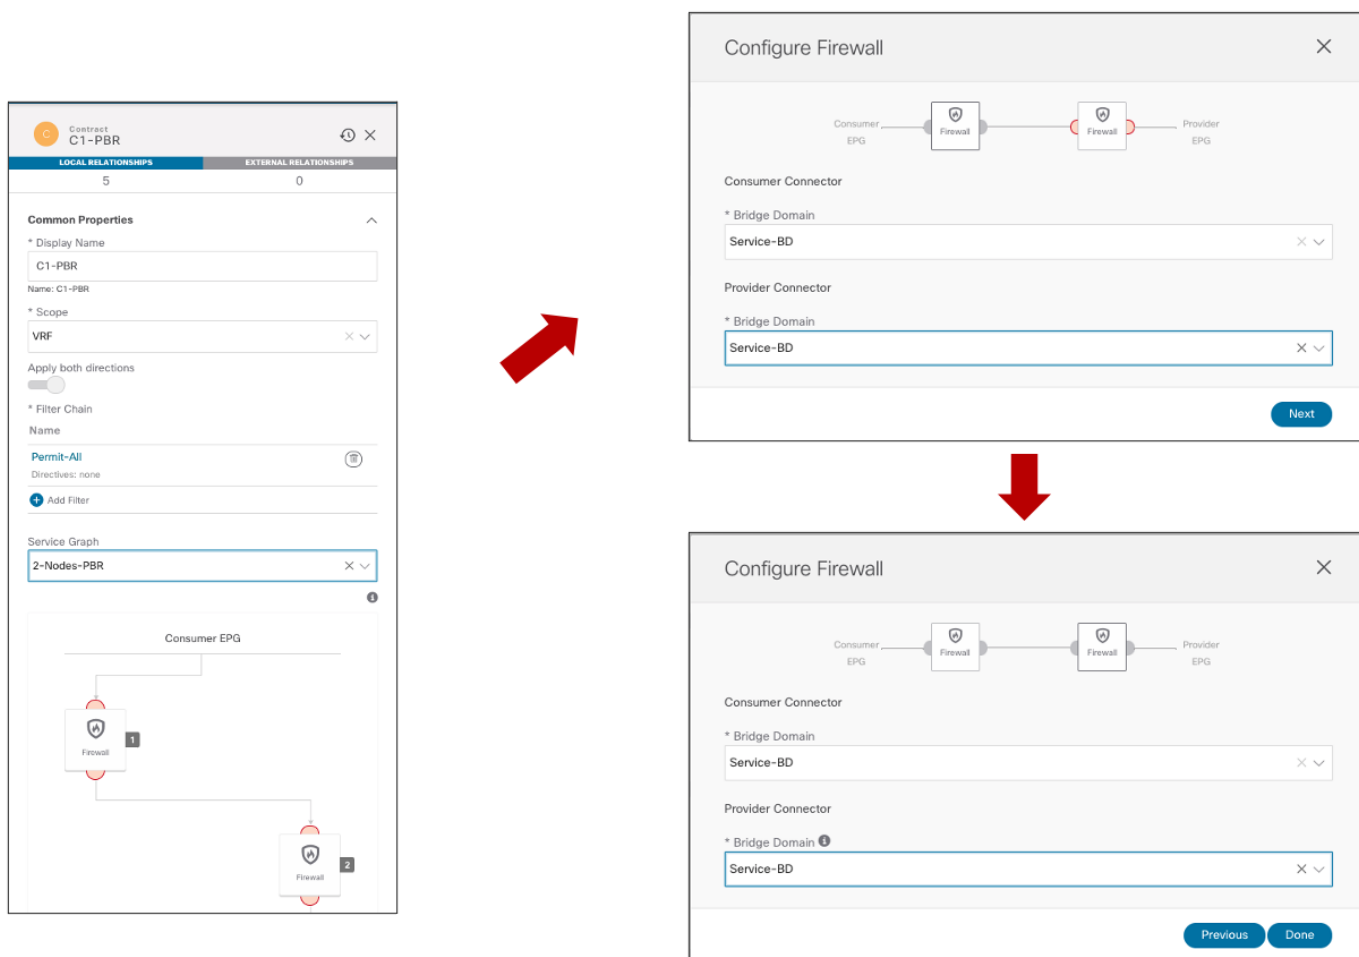 C
Contract
C1-PBR
LOCAL RELATIONSHIPS
EXTERNAL RELATIONSHIPS
5
0
Common Properties
* Display Name
C1-PBR
Name: C1-PBR
* Scope
VRF
Apply both directions
* Filter Chain
Name
Permit-All
Directives: none
Add Filter
Service Graph
2-Nodes-PBR
Consumer EPG
Firewall
1
Firewall
2
Configure Firewall
Consumer
EPG
Firewall
Firewall
Provider
EPG
Consumer Connector
* Bridge Domain
Service-BD
Provider Connector
* Bridge Domain
Service-BD
Next
Configure Firewall
Consumer
EPG
Firewall
Firewall
Provider
EPG
Consumer Connector
* Bridge Domain
Service-BD
Provider Connector
* Bridge Domain
Service-BD
Previous
Done